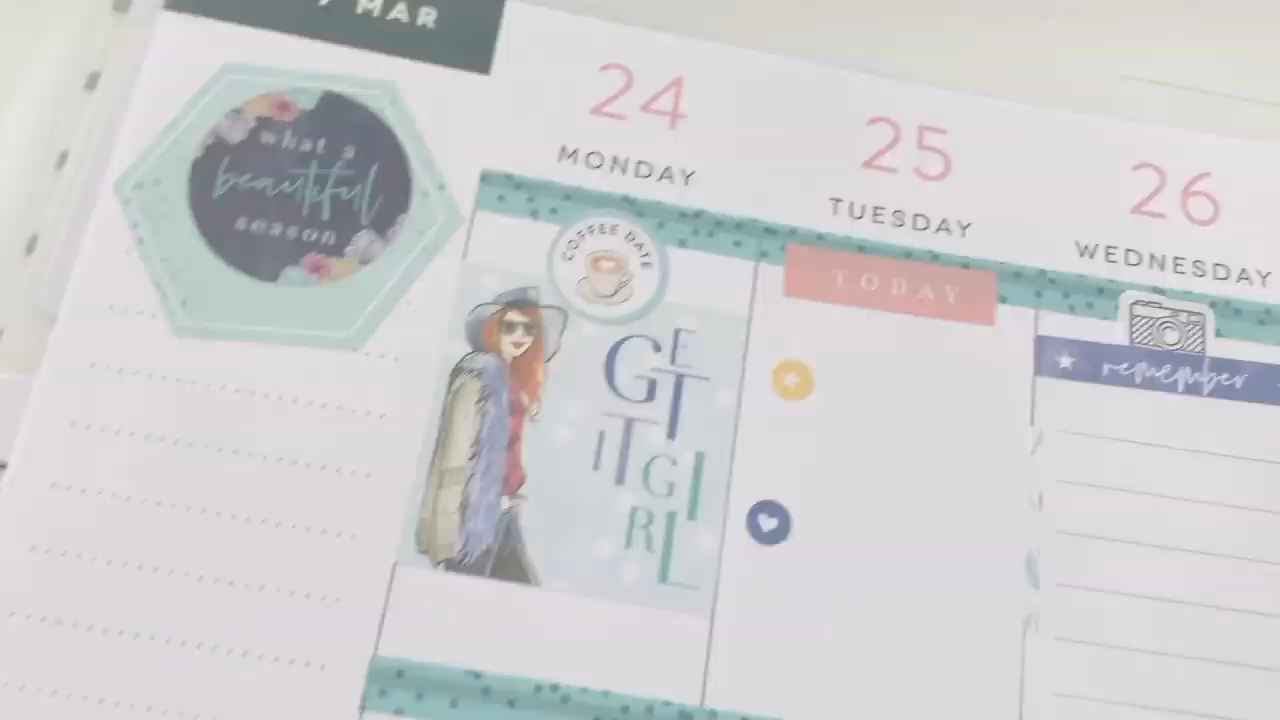 MAR
what a
beautiful
season
24
MONDAY
COFFEE DATE
GET
IT
GIRL
25
TUESDAY
TODAY
26
WEDNESDAY
remember